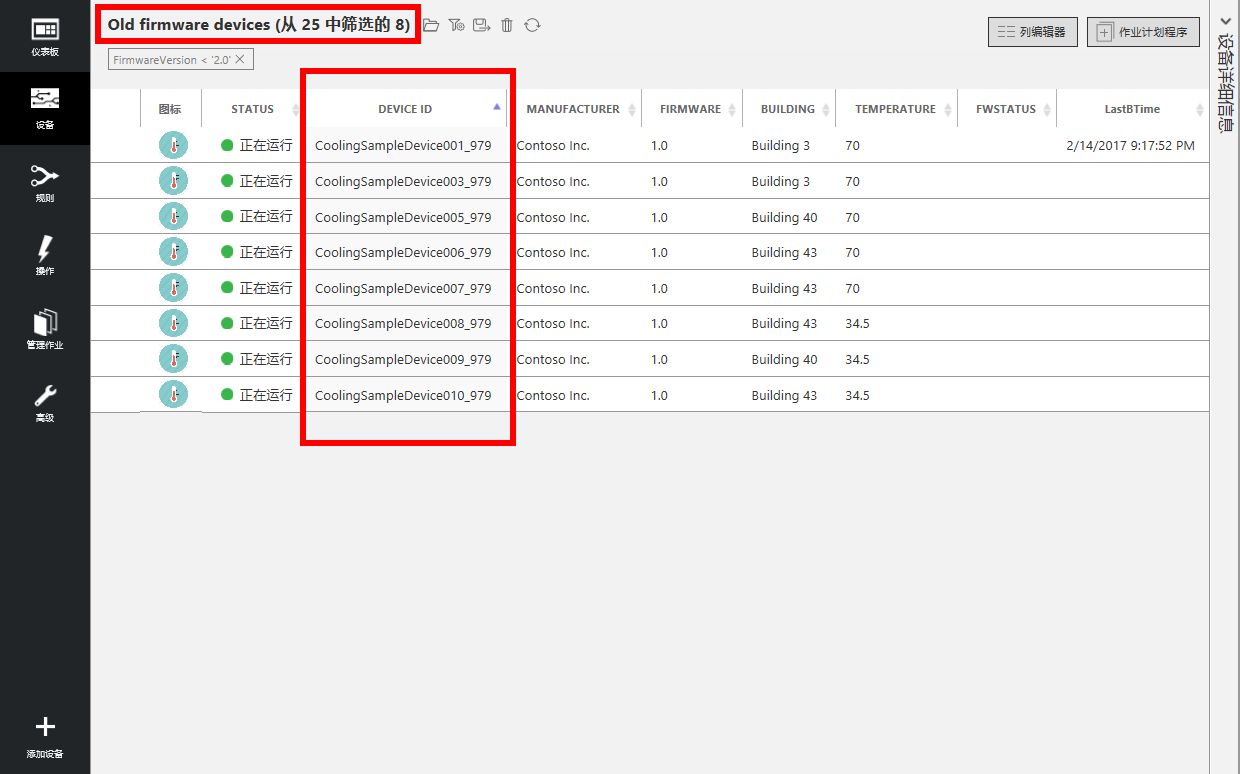 仪表板
设备
规则
操作
管理作业
高级
添加设备
Old firmware devices (从 25 中筛选的 8)
列编辑器
作业计划程序
FirmwareVersion < '2.0'
图标 STATUS DEVICE ID MANUFACTURER FIRMWARE BUILDING TEMPERATURE FWSTATUS LastBTime
正在运行 CoolingSampleDevice001_979 Contoso Inc. 1.0 Building 3 70 2/14/2017 9:17:52 PM
正在运行 CoolingSampleDevice003_979 Contoso Inc. 1.0 Building 3 70
正在运行 CoolingSampleDevice005_979 Contoso Inc. 1.0 Building 40 70
正在运行 CoolingSampleDevice006_979 Contoso Inc. 1.0 Building 43 70
正在运行 CoolingSampleDevice007_979 Contoso Inc. 1.0 Building 43 70
正在运行 CoolingSampleDevice008_979 Contoso Inc. 1.0 Building 43 34.5
正在运行 CoolingSampleDevice009_979 Contoso Inc. 1.0 Building 40 34.5
正在运行 CoolingSampleDevice010_979 Contoso Inc. 1.0 Building 43 34.5
设备详细信息